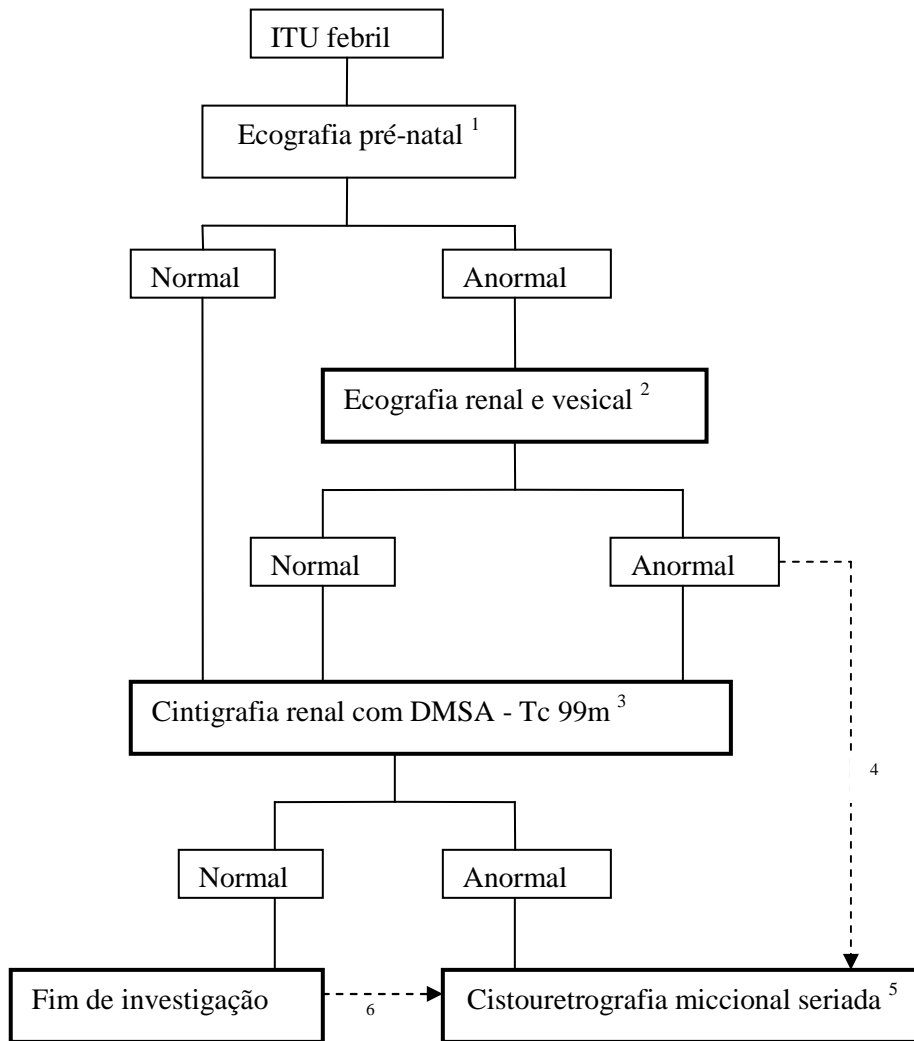 ITU febril
Ecografia pré-natal 1
Normal
Anormal
Ecografia renal e vesical 2
Normal
Anormal
Cintigrafia renal com DMSA - Tc 99m 3
4
Normal
Anormal
Fim de investigação
6
Cistouretrografia miccional seriada 5